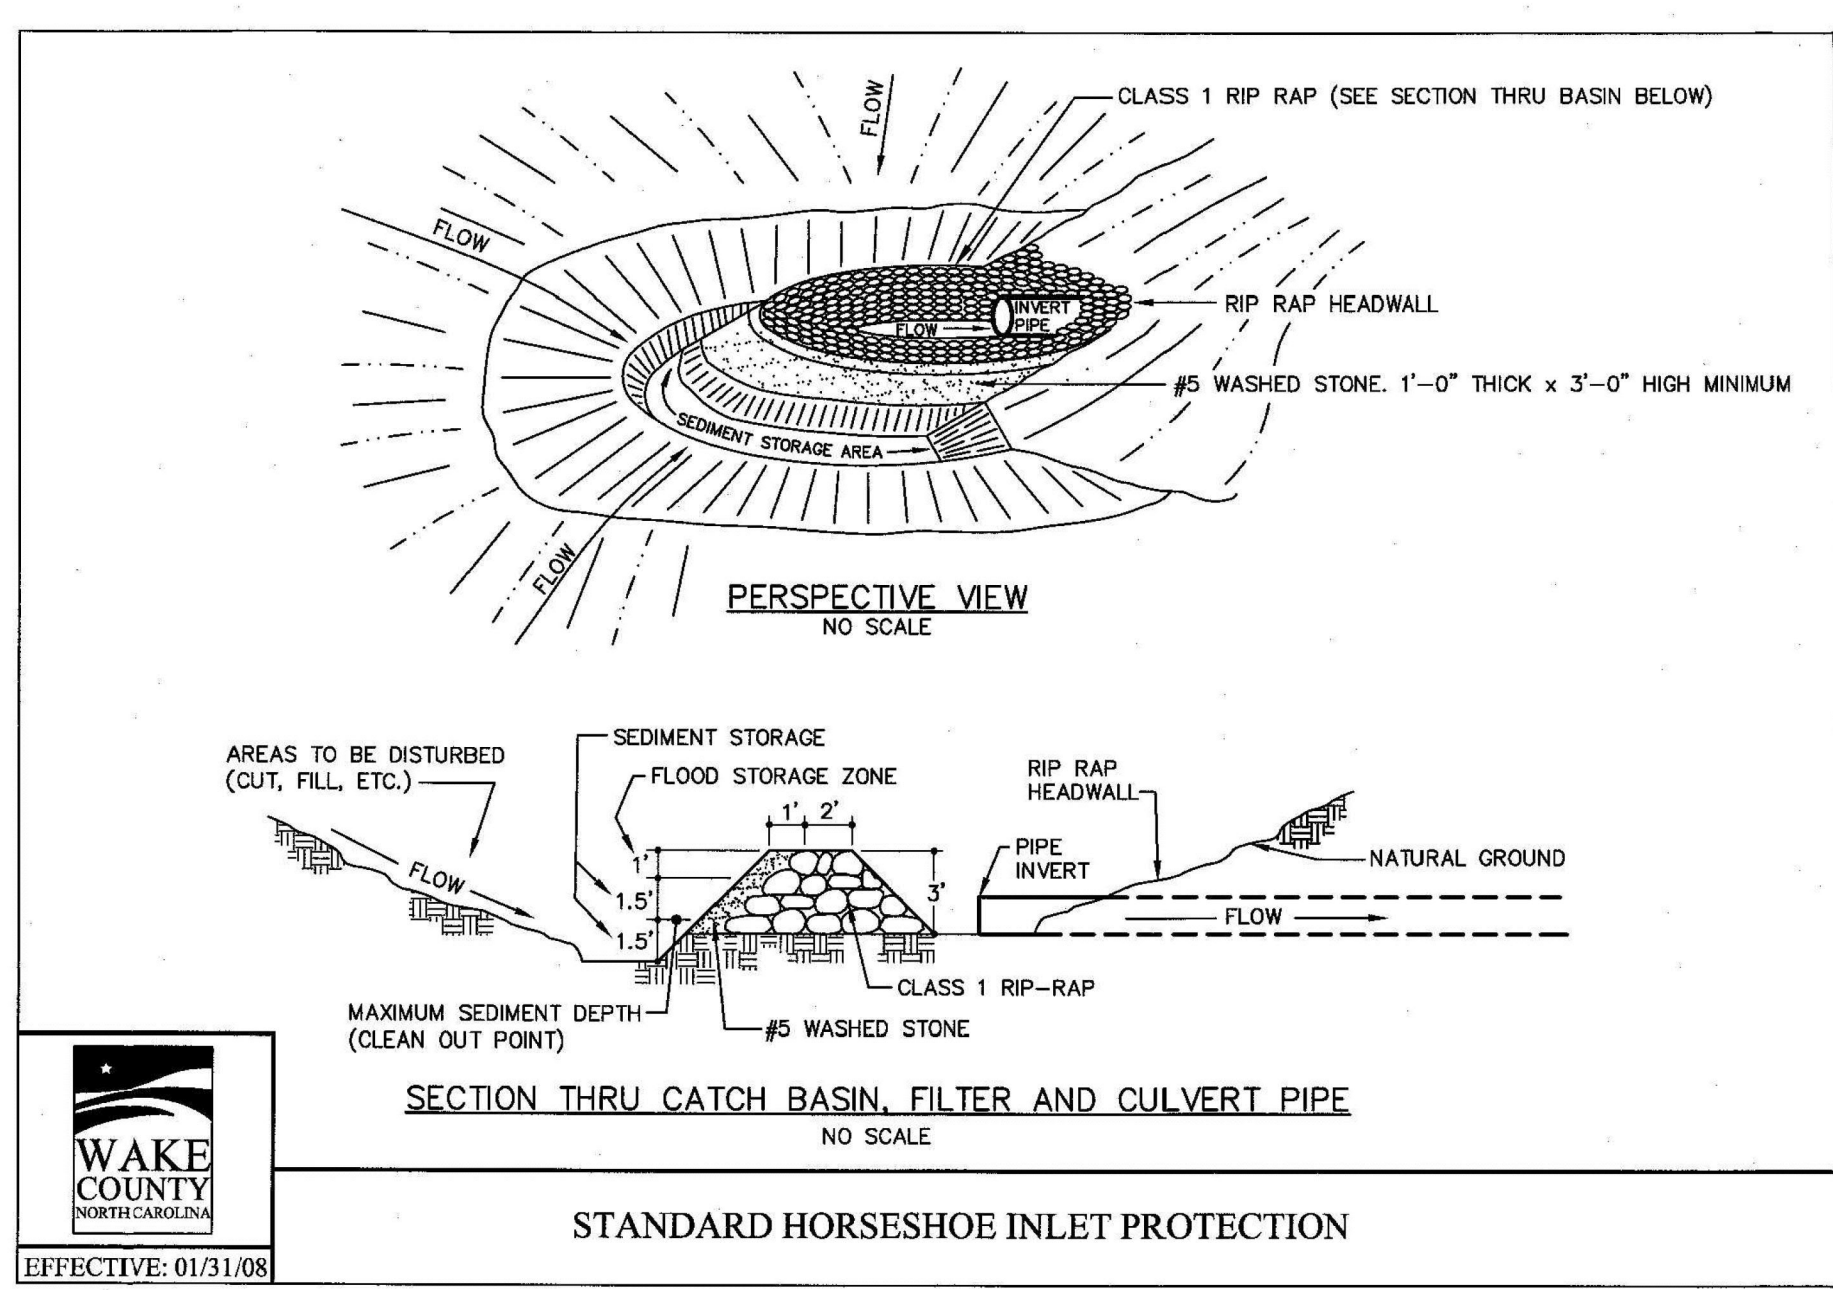 FLOW
CLASS 1 RIP RAP (SEE SECTION THRU BASIN BELOW)
FLOW
RIP RAP HEADWALL
INVERT
PIPE
FLOW
#5 WASHED STONE. 1'-0" THICK x 3'-0" HIGH MINIMUM
SEDIMENT STORAGE AREA
FLOW
PERSPECTIVE VIEW
NO SCALE
SEDIMENT STORAGE
AREAS TO BE DISTURBED
(CUT, FILL, ETC.)
FLOOD STORAGE ZONE
RIP RAP
HEADWALL
1'
2'
PIPE
INVERT
NATURAL GROUND
FLOW
1'
1.5'
1.5'
3'
FLOW
CLASS 1 RIP-RAP
MAXIMUM SEDIMENT DEPTH
(CLEAN OUT POINT)
#5 WASHED STONE
SECTION THRU CATCH BASIN, FILTER AND CULVERT PIPE
NO SCALE
WAKE
COUNTY
NORTH CAROLINA
STANDARD HORSESHOE INLET PROTECTION
EFFECTIVE: 01/31/08